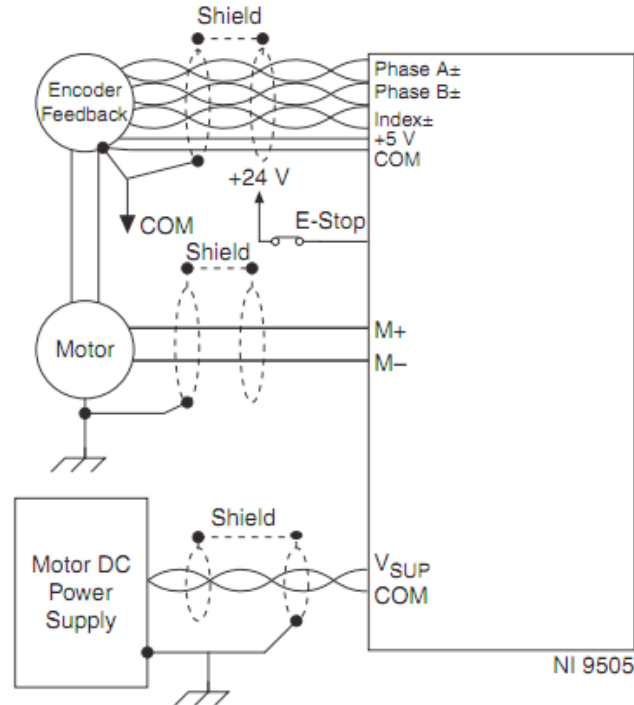 Shield
Encoder
Feedback
Phase A±
Phase B±
Index±
+5 V
COM
+24 V
E-Stop
COM
Shield
Motor
M+
M–
Shield
Motor DC
Power
Supply
VSUP
COM
NI 9505